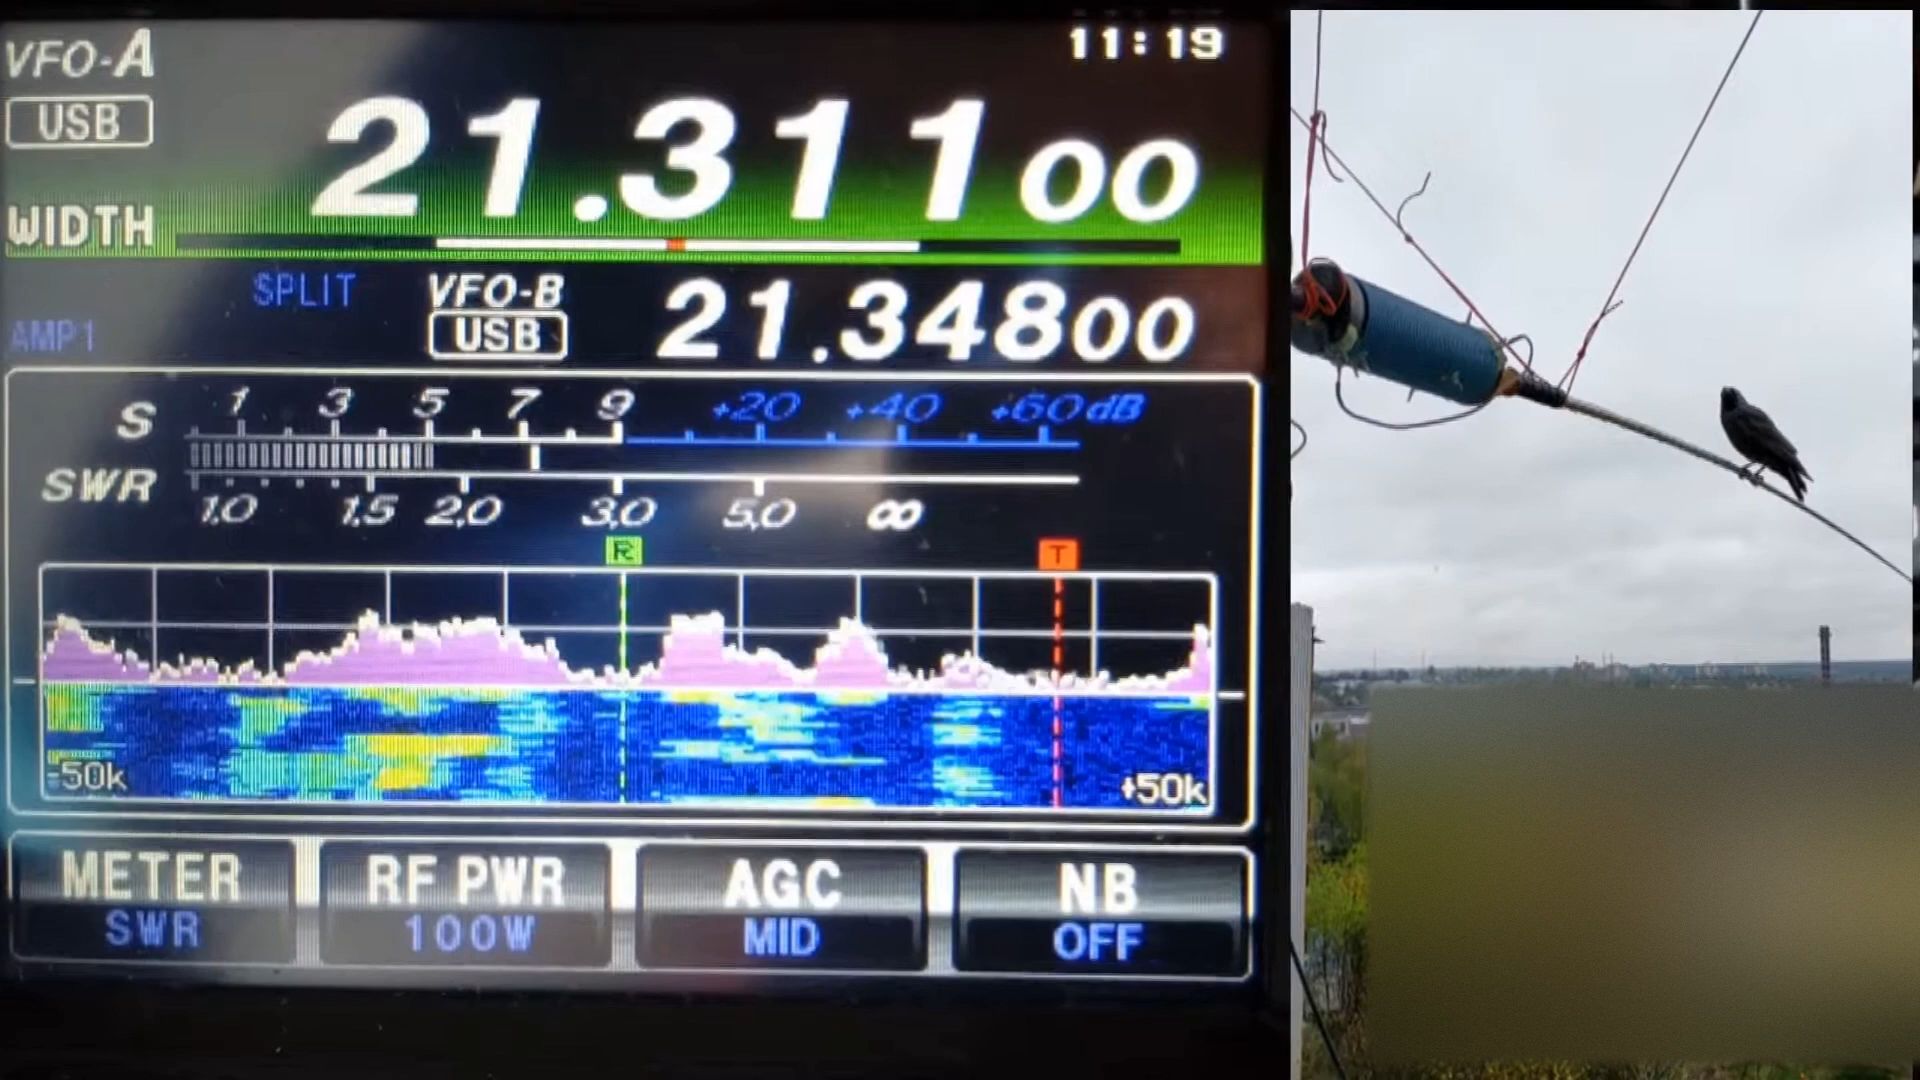 11:19
VFO-A
USB
21.311 00
WIDTH
SPLIT
VFO-B
USB
21.348 00
AMP1
S 1 3 5 7 9 +20 +40 +60dB
SWR 1.0 1.5 2.0 3.0 5.0 ∞
R T
-50k +50k
METER RF PWR AGC NB
SWR 100W MID OFF